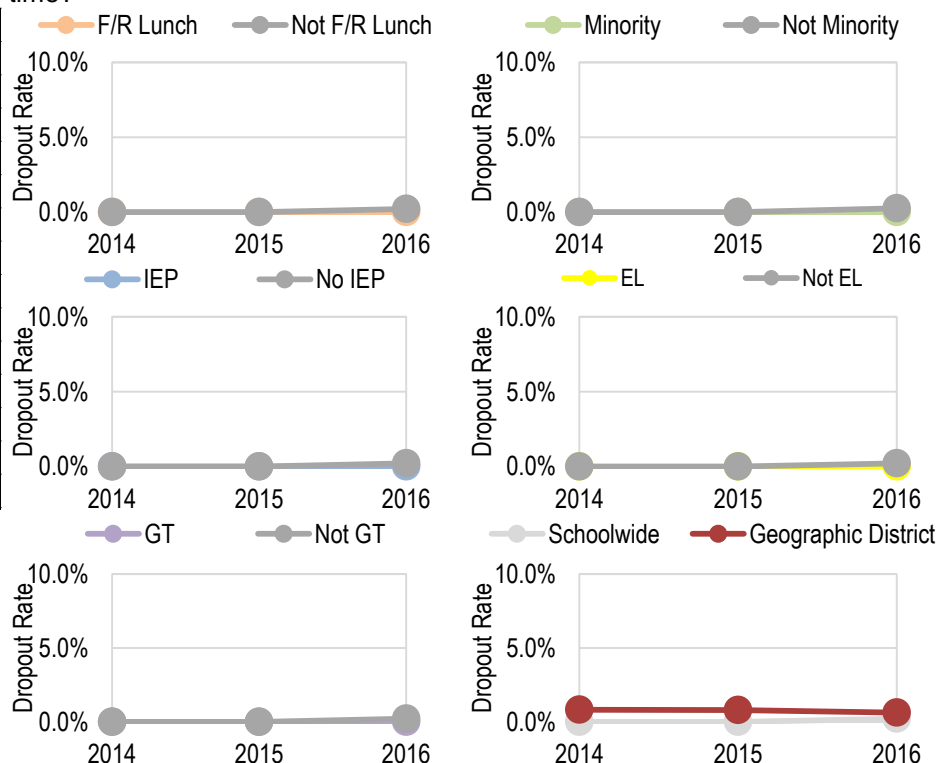 time?
F/R Lunch Not F/R Lunch
10.0%
5.0%
0.0%
Dropout Rate
2014 2015 2016
Minority Not Minority
10.0%
5.0%
0.0%
Dropout Rate
2014 2015 2016
IEP No IEP
10.0%
5.0%
0.0%
Dropout Rate
2014 2015 2016
EL Not EL
10.0%
5.0%
0.0%
Dropout Rate
2014 2015 2016
GT Not GT
10.0%
5.0%
0.0%
Dropout Rate
2014 2015 2016
Schoolwide Geographic District
10.0%
5.0%
0.0%
Dropout Rate
2014 2015 2016